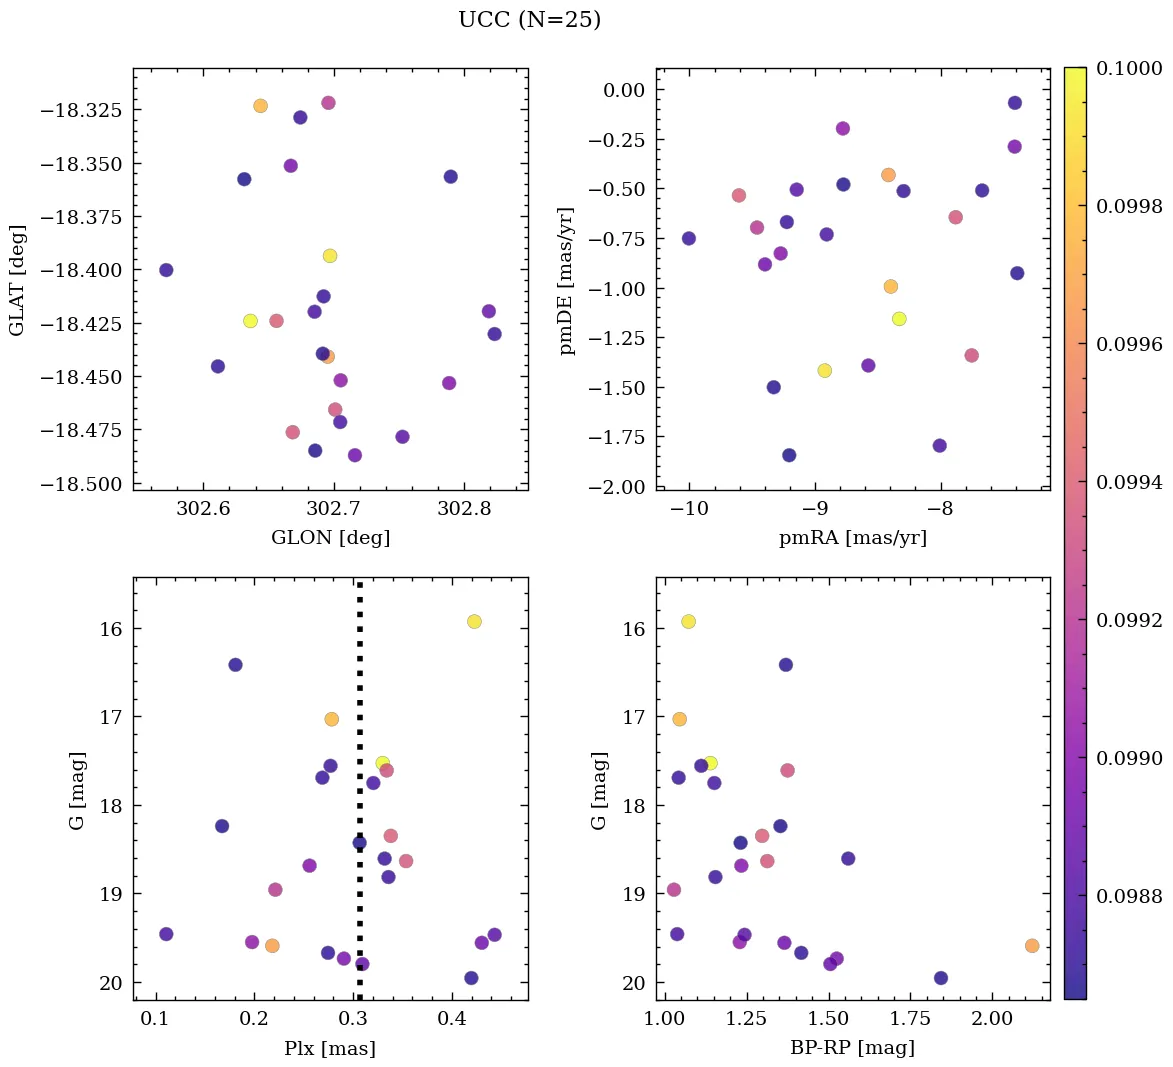 UCC (N=25)
−18.325
−18.350
−18.375
−18.400
−18.425
−18.450
−18.475
−18.500
GLAT [deg]
302.6 302.7 302.8
GLON [deg]
0.00
−0.25
−0.50
−0.75
−1.00
−1.25
−1.50
−1.75
−2.00
pmDE [mas/yr]
−10 −9 −8
pmRA [mas/yr]
16
17
18
19
20
G [mag]
0.1 0.2 0.3 0.4
Plx [mas]
16
17
18
19
20
G [mag]
1.00 1.25 1.50 1.75 2.00
BP-RP [mag]
0.1000
0.0998
0.0996
0.0994
0.0992
0.0990
0.0988